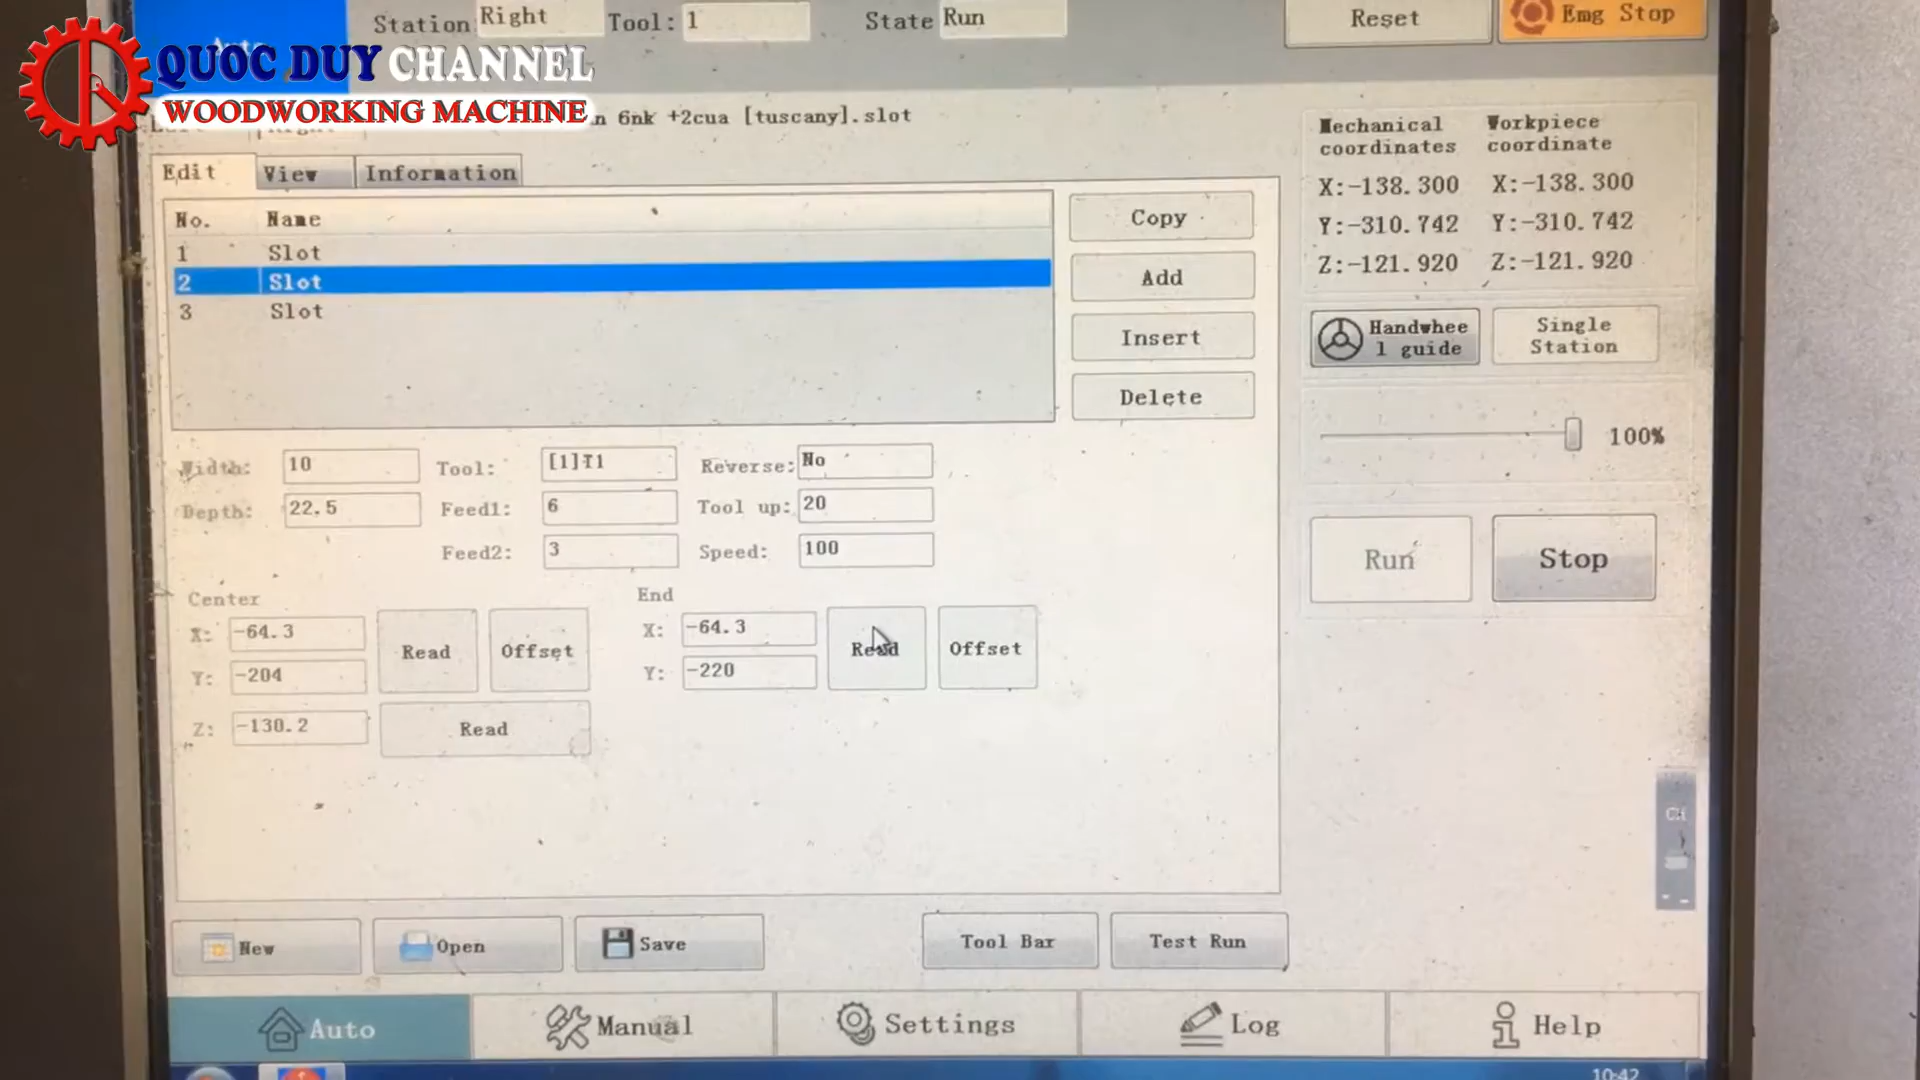 Auto Station Right Tool: 1 State Run Reset Emg Stop
QUOC DUY CHANNEL
WOODWORKING MACHINE
6nk +2cua [tuscany].slot
Edit View Information
No. Name
1 Slot
2 Slot
3 Slot
Copy
Add
Insert
Delete
Width: 10 Tool: [1]T1 Reverse: No
Depth: 22.5 Feed1: 6 Tool up: 20
Feed2: 3 Speed: 100
Center
X: -64.3
Y: -204
Read Offset
Z: -130.2 Read
End
X: -64.3
Y: -220
Read Offset
Mechanical coordinates
X:-138.300
Y:-310.742
Z:-121.920
Workpiece coordinate
X:-138.300
Y:-310.742
Z:-121.920
Handwhee
l guide
Single
Station
100%
Run Stop
CH
New Open Save Tool Bar Test Run
Auto Manual Settings Log Help
10:42